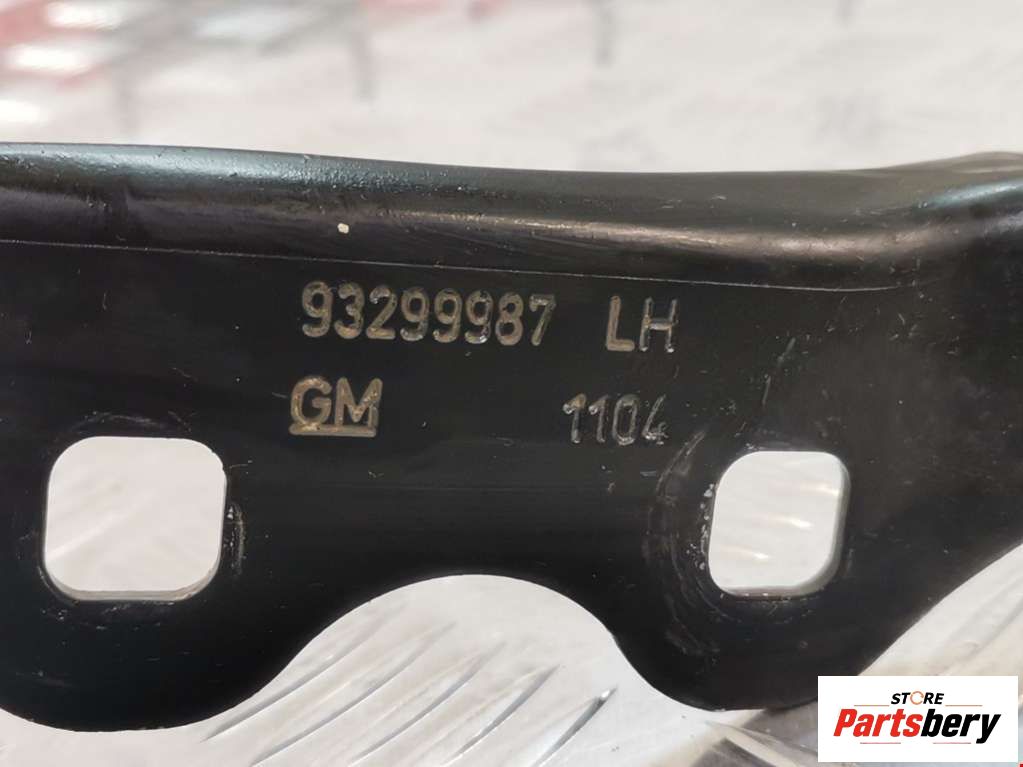 93299987 LH
GM 1104
STORE
Partsbery